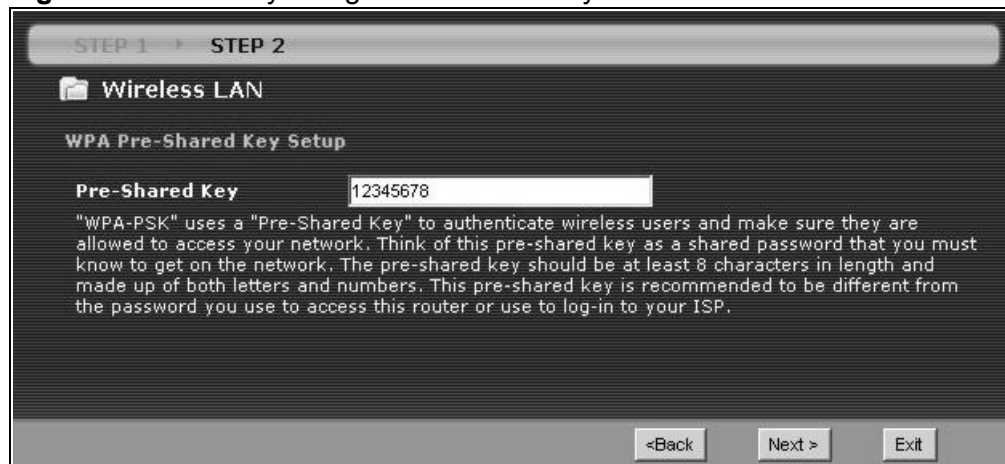 STEP 1 STEP 2
Wireless LAN
WPA Pre-Shared Key Setup
Pre-Shared Key 12345678
"WPA-PSK" uses a "Pre-Shared Key" to authenticate wireless users and make sure they are
allowed to access your network. Think of this pre-shared key as a shared password that you must
know to get on the network. The pre-shared key should be at least 8 characters in length and
made up of both letters and numbers. This pre-shared key is recommended to be different from
the password you use to access this router or use to log-in to your ISP.
<Back Next > Exit